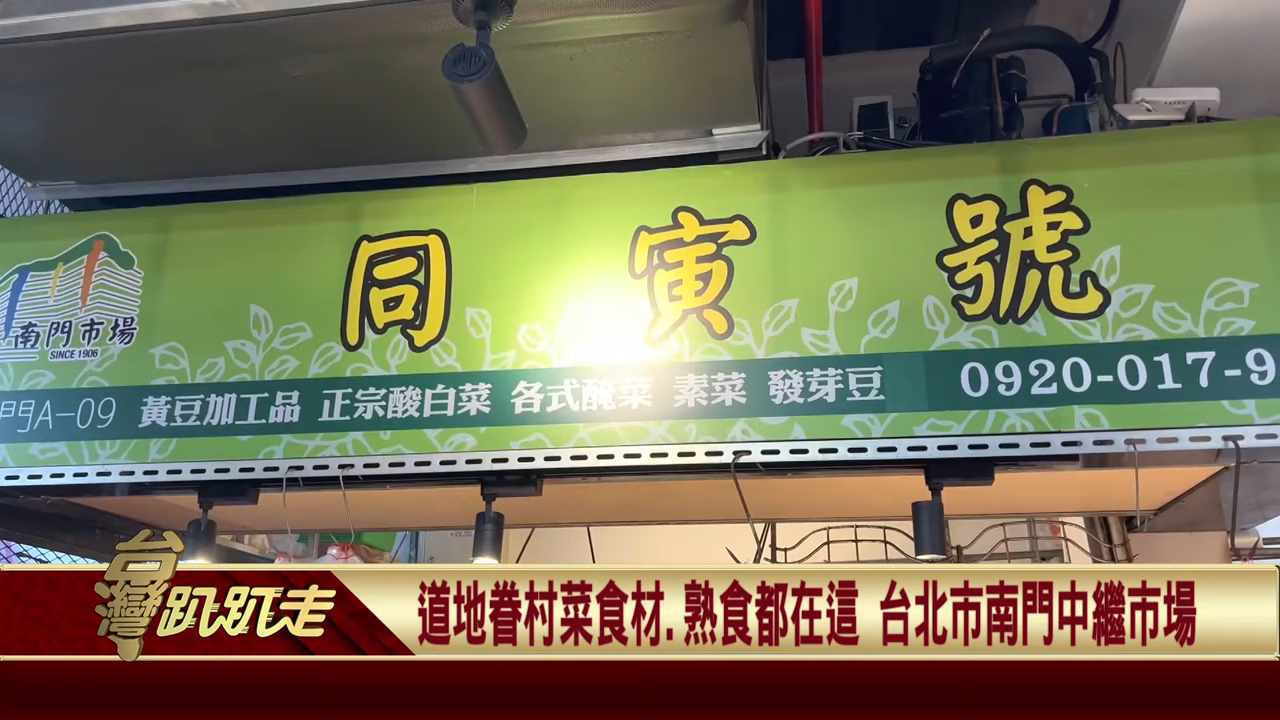 同寅號
南門市場
SINCE 1906
門A-09 黃豆加工品 正宗酸白菜 各式醃菜 素菜 發芽豆 0920-017-9
台灣趴趴走
道地眷村菜食材.熟食都在這 台北市南門中繼市場